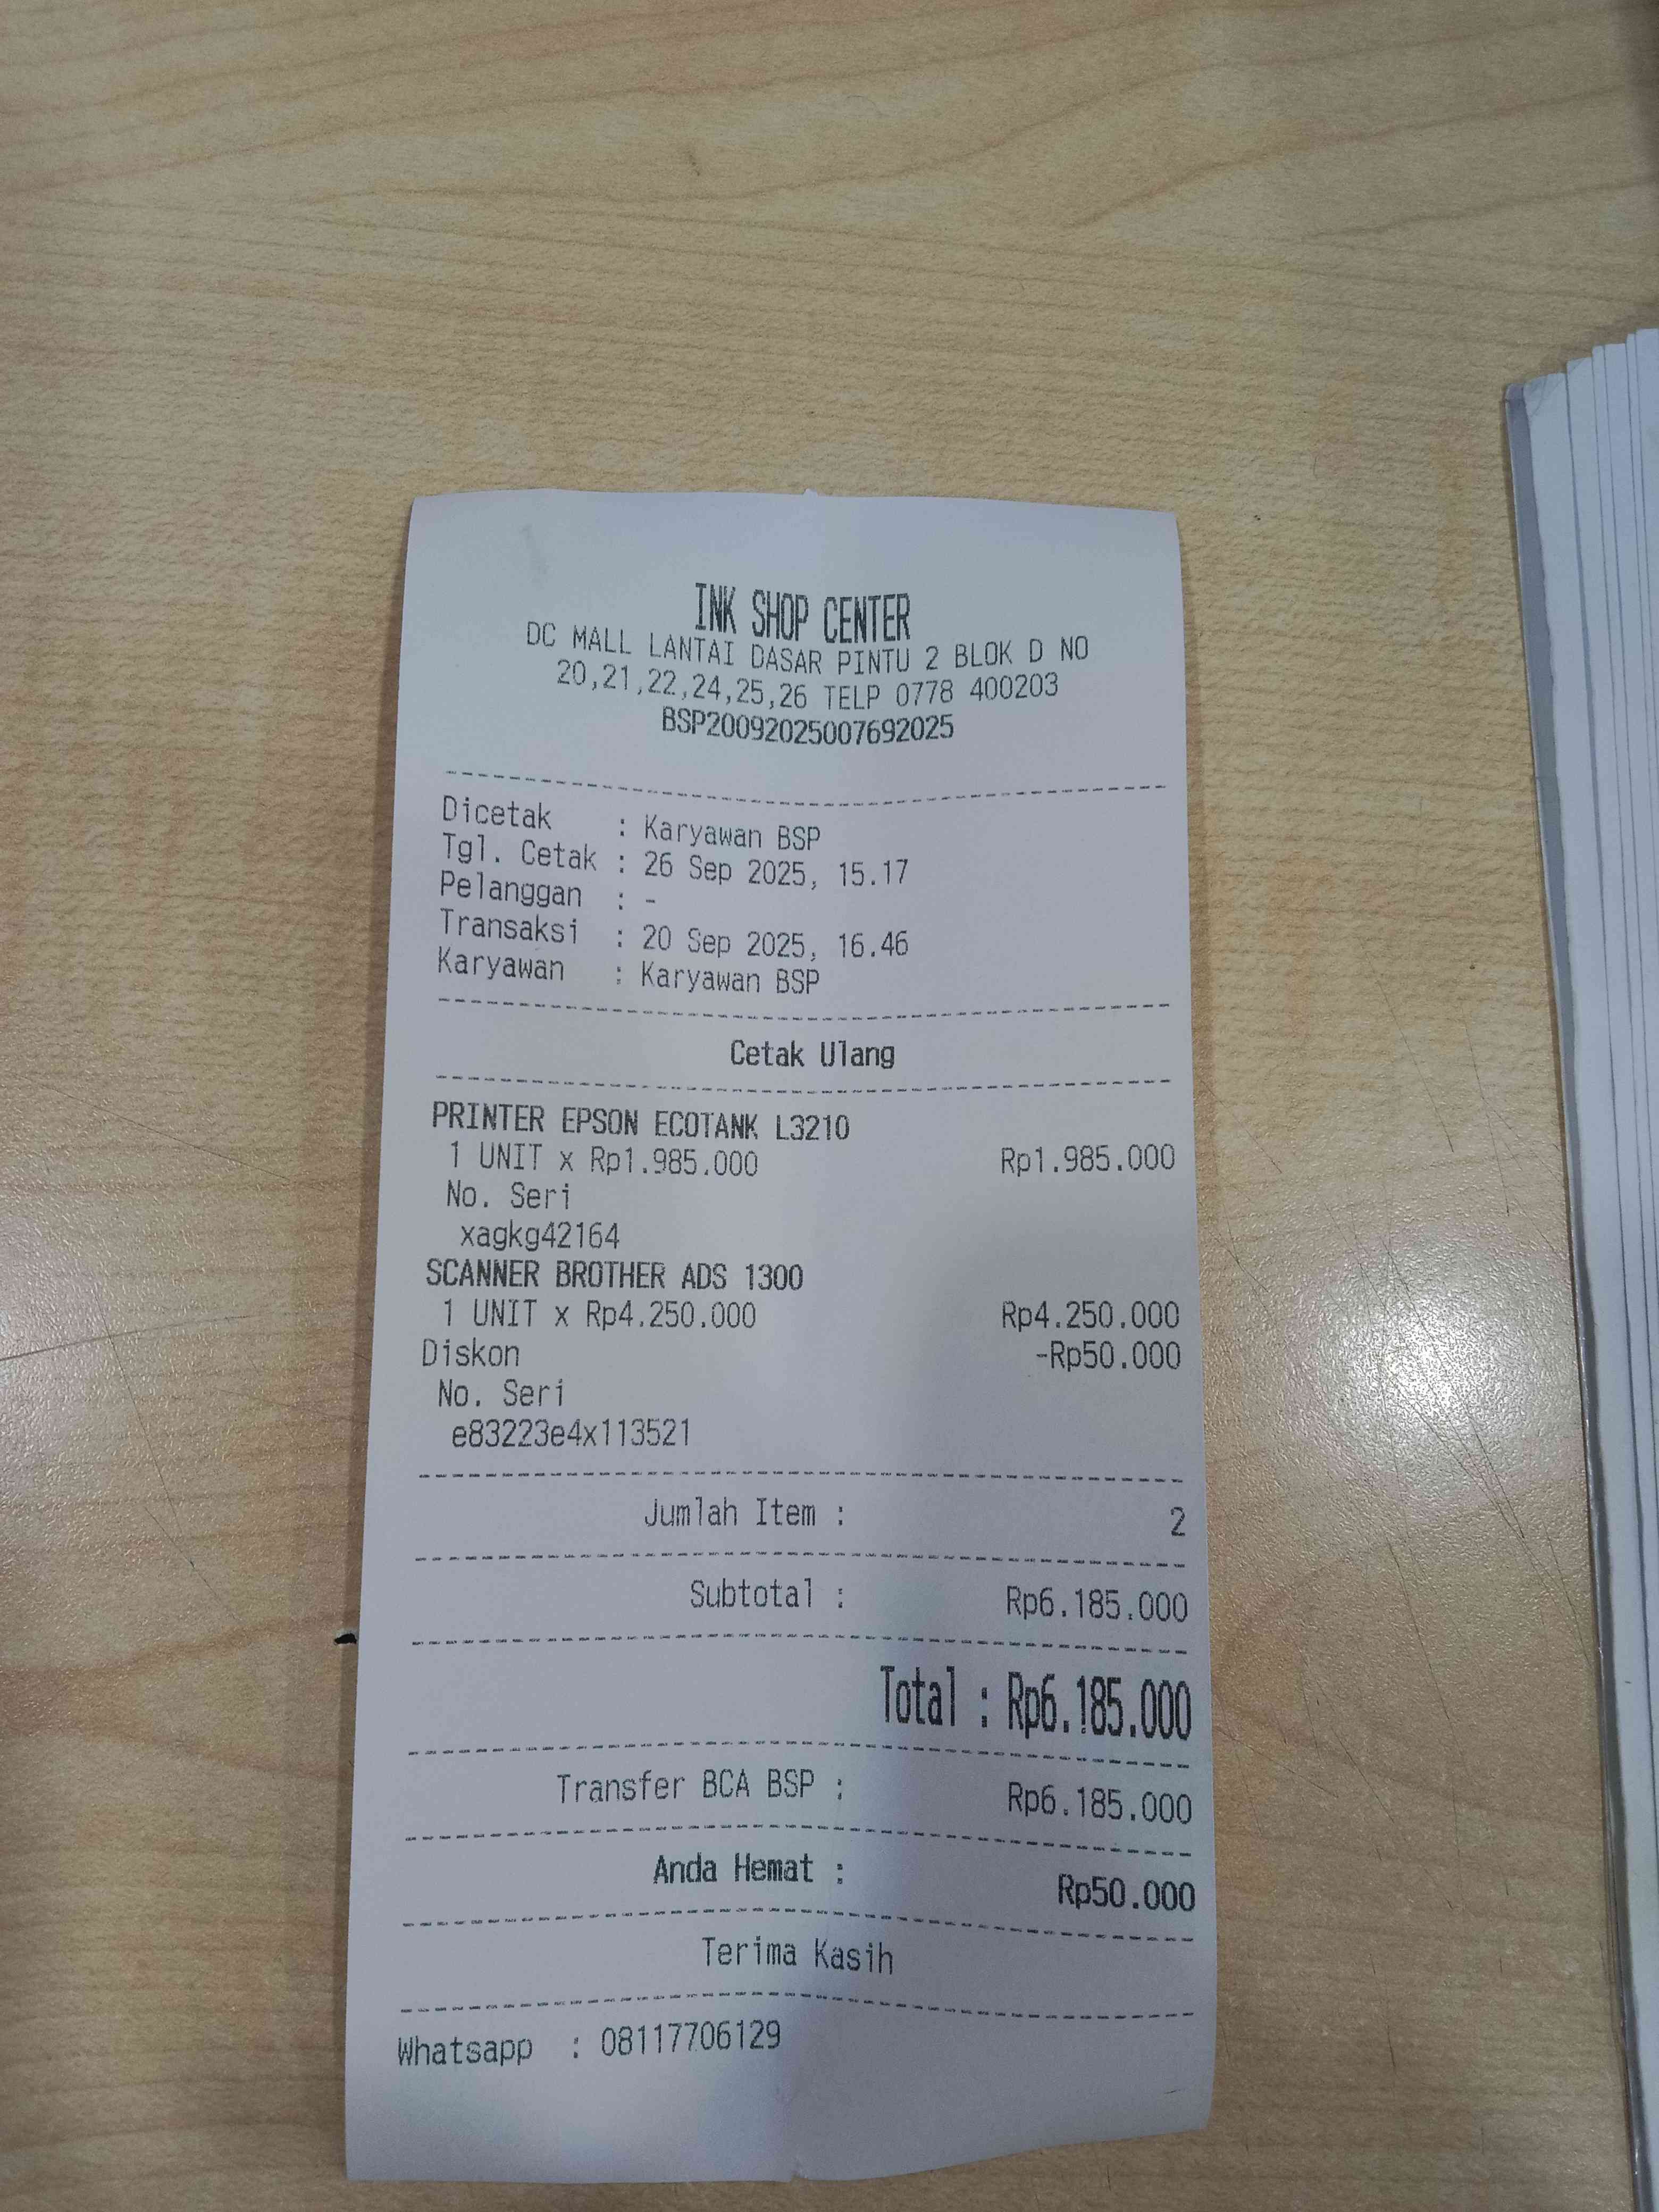 INK SHOP CENTER
DC MALL LANTAI DASAR PINTU 2 BLOK D NO
20,21,22,24,25,26 TELP 0778 400203
BSP20092025007692025
Dicetak : Karyawan BSP
Tgl. Cetak : 26 Sep 2025, 15.17
Pelanggan : -
Transaksi : 20 Sep 2025, 16.46
Karyawan : Karyawan BSP
Cetak Ulang
PRINTER EPSON ECOTANK L3210
1 UNIT x Rp1.985.000 Rp1.985.000
No. Seri
xagkg42164
SCANNER BROTHER ADS 1300
1 UNIT x Rp4.250.000 Rp4.250.000
Diskon -Rp50.000
No. Seri
e83223e4x113521
Jumlah Item : 2
Subtotal : Rp6.185.000
Total : Rp6.185.000
Transfer BCA BSP : Rp6.185.000
Anda Hemat : Rp50.000
Terima Kasih
Whatsapp : 08117706129